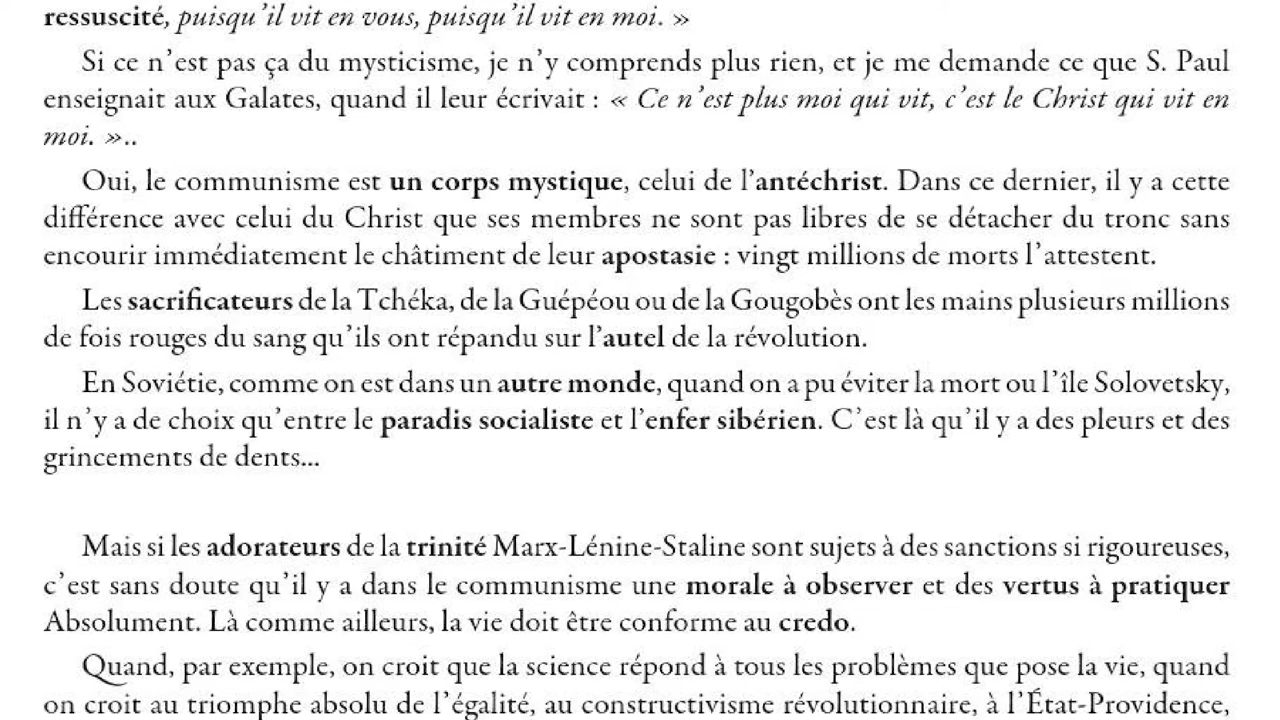 ressuscité, puisqu’il vit en vous, puisqu’il vit en moi. »
Si ce n’est pas ça du mysticisme, je n’y comprends plus rien, et je me demande ce que S. Paul
enseignait aux Galates, quand il leur écrivait : « Ce n’est plus moi qui vit, c’est le Christ qui vit en
moi. »..
Oui, le communisme est un corps mystique, celui de l’antéchrist. Dans ce dernier, il y a cette
différence avec celui du Christ que ses membres ne sont pas libres de se détacher du tronc sans
encourir immédiatement le châtiment de leur apostasie : vingt millions de morts l’attestent.
Les sacrificateurs de la Tchéka, de la Guépéou ou de la Gougobès ont les mains plusieurs millions
de fois rouges du sang qu’ils ont répandu sur l’autel de la révolution.
En Soviétie, comme on est dans un autre monde, quand on a pu éviter la mort ou l’île Solovetsky,
il n’y a de choix qu’entre le paradis socialiste et l’enfer sibérien. C’est là qu’il y a des pleurs et des
grincements de dents...
Mais si les adorateurs de la trinité Marx-Lénine-Staline sont sujets à des sanctions si rigoureuses,
c’est sans doute qu’il y a dans le communisme une morale à observer et des vertus à pratiquer
Absolument. Là comme ailleurs, la vie doit être conforme au credo.
Quand, par exemple, on croit que la science répond à tous les problèmes que pose la vie, quand
on croit au triomphe absolu de l’égalité, au constructivisme révolutionnaire, à l’État-Providence,